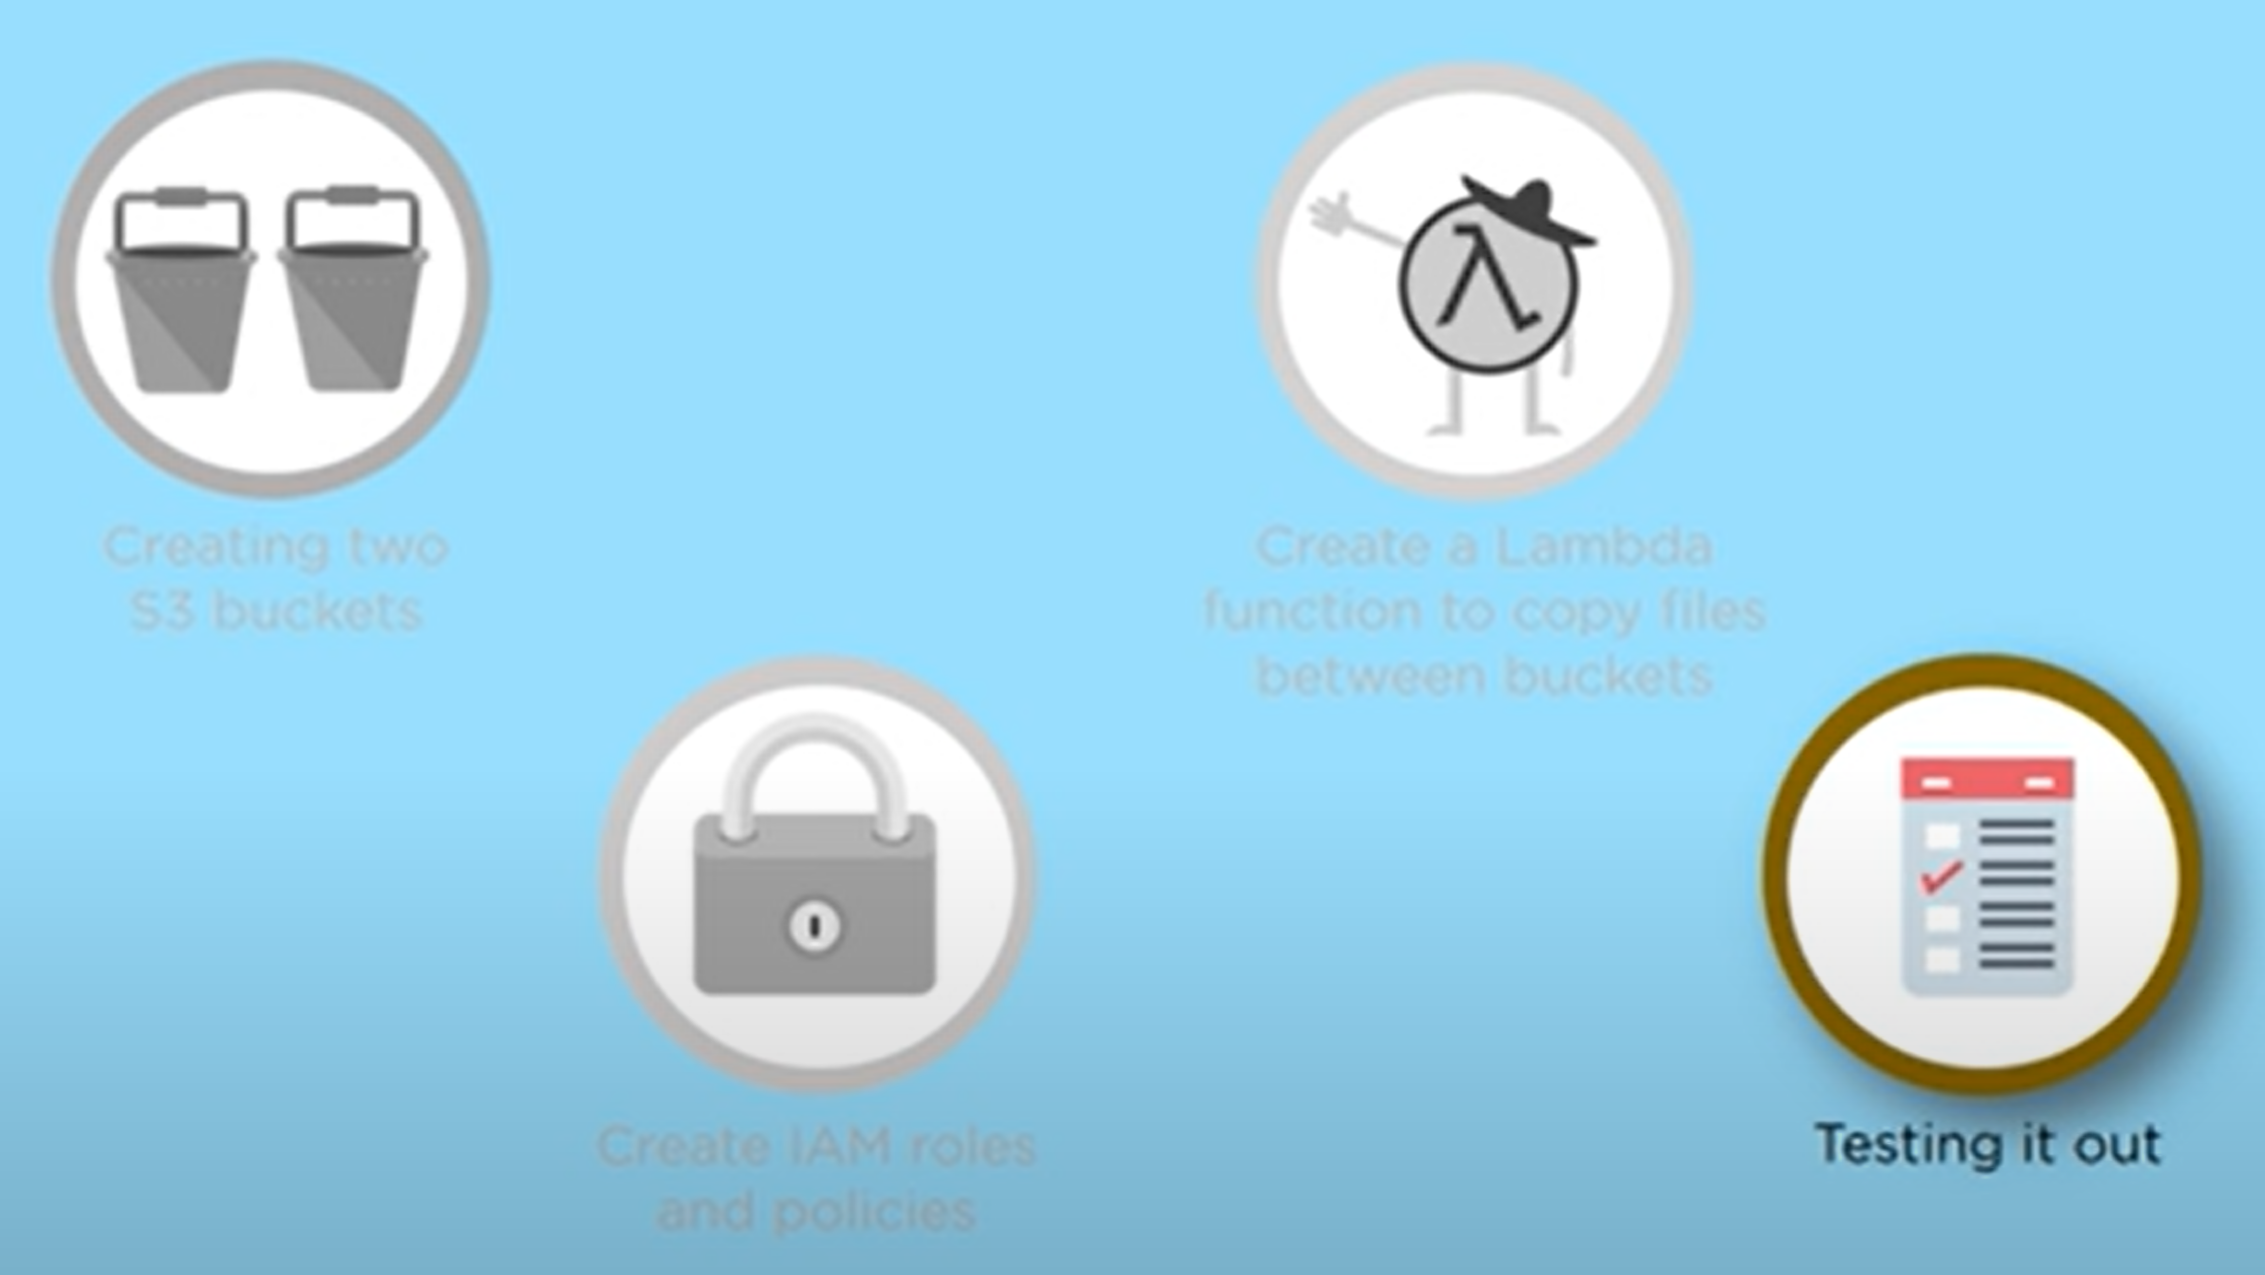 Creating two
S3 buckets
Create IAM roles
and policies
Create a Lambda
function to copy files
between buckets
Testing it out